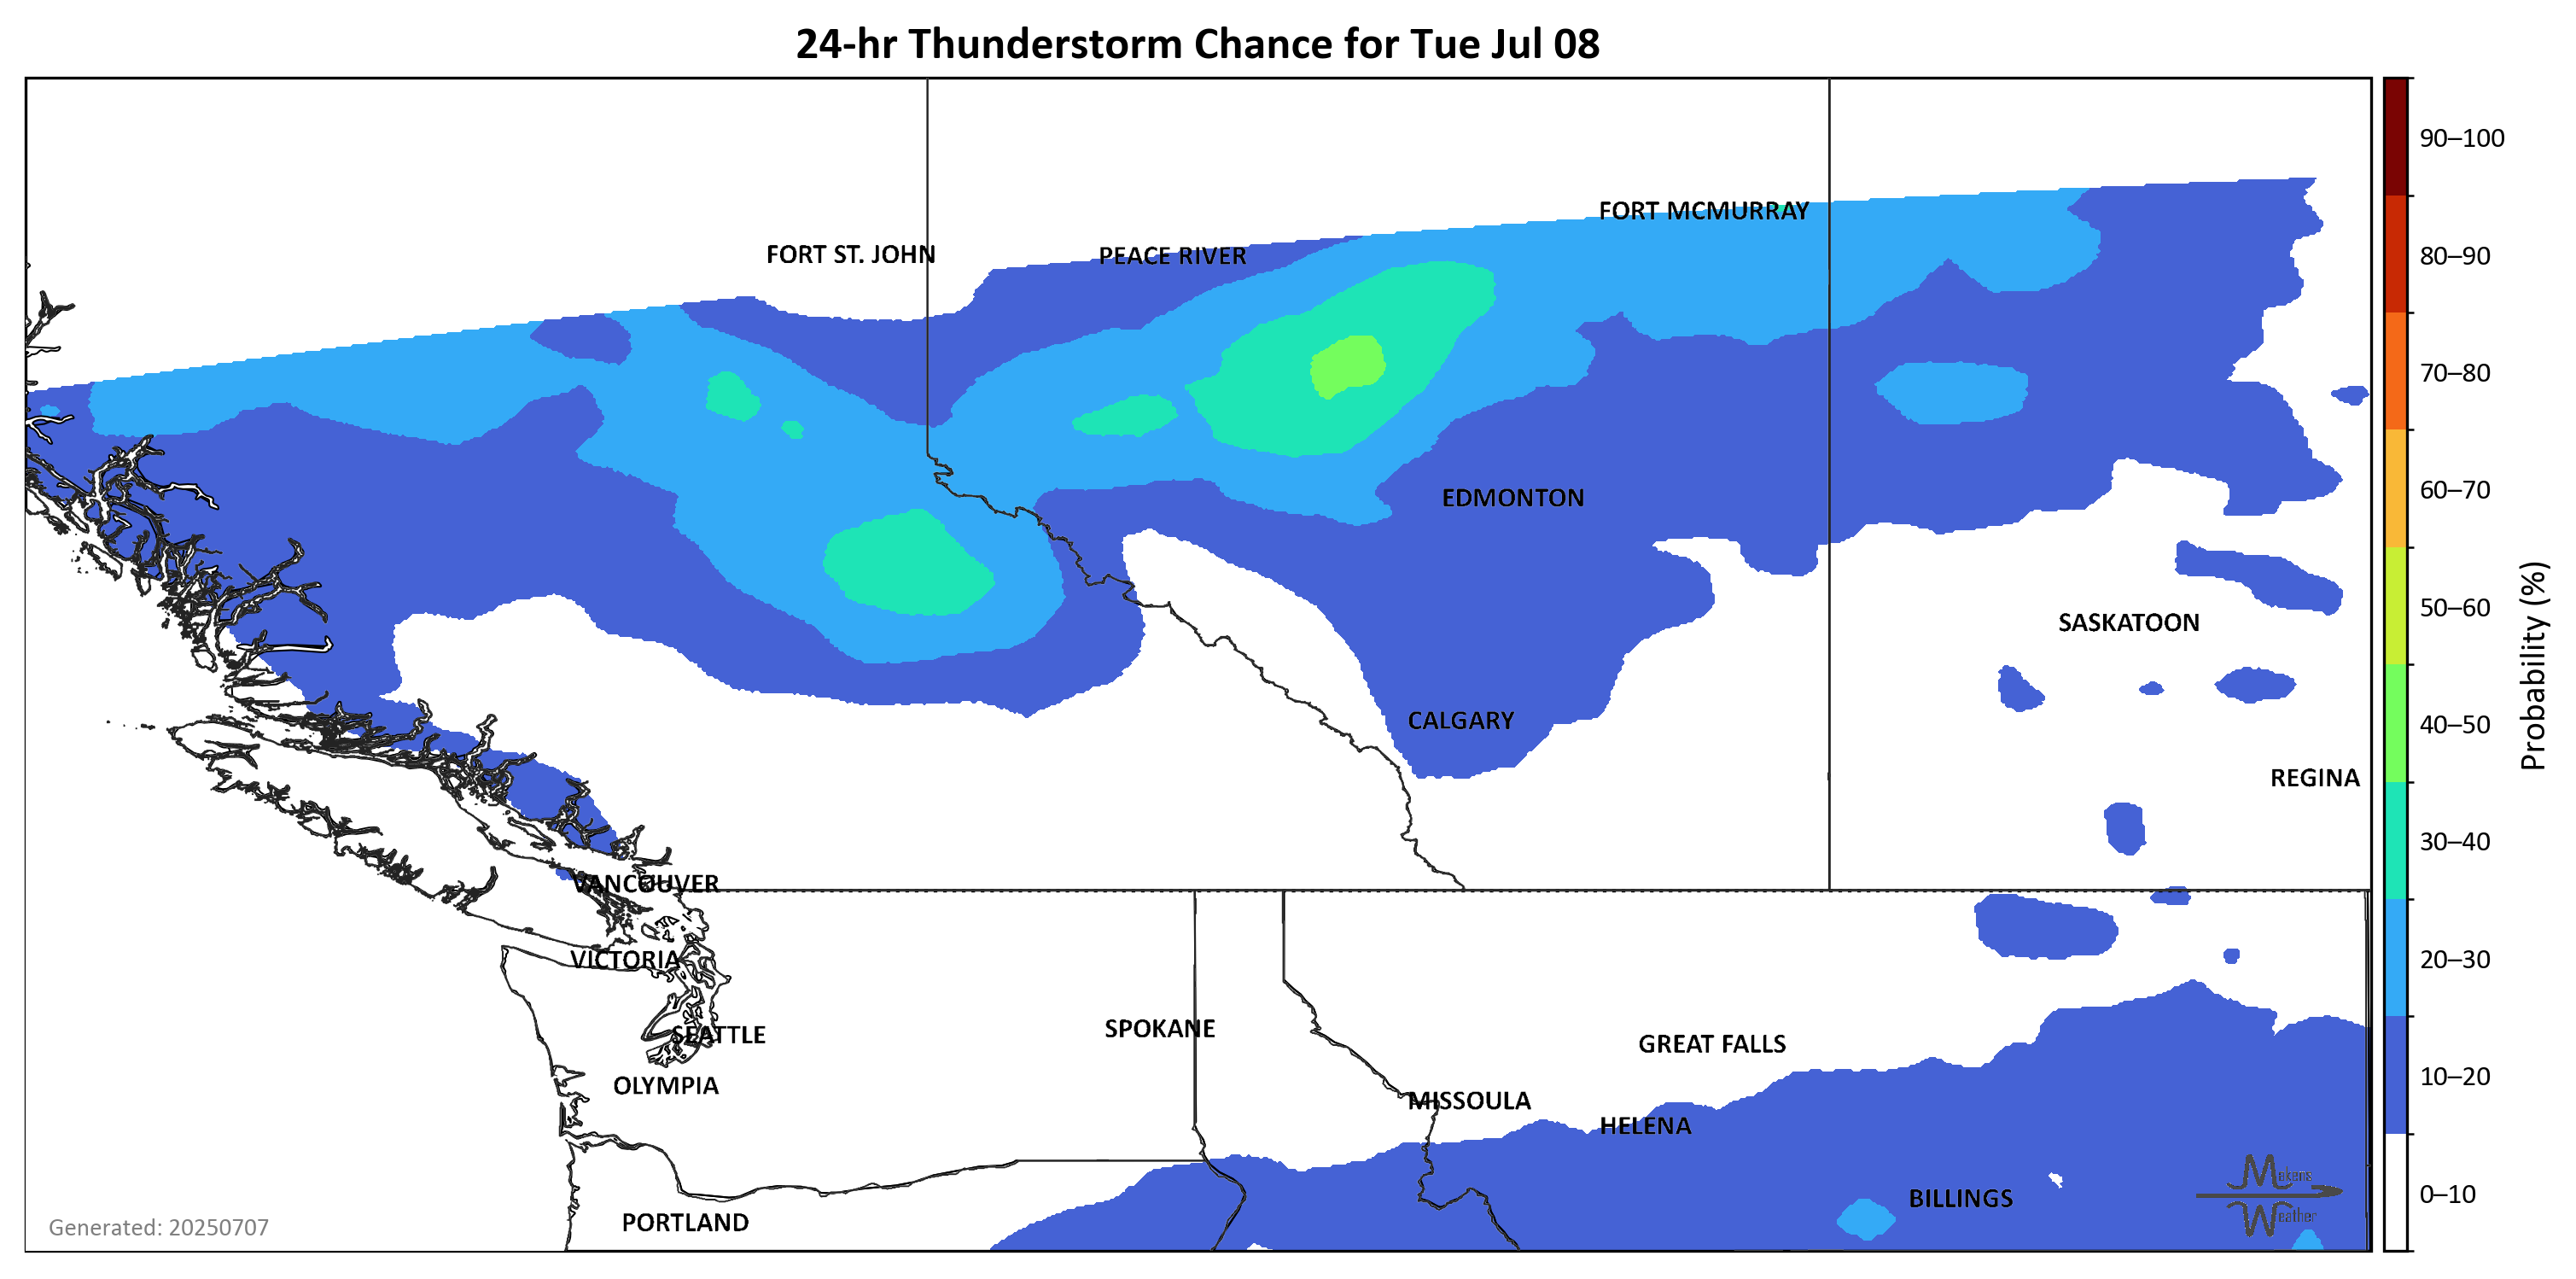 24-hr Thunderstorm Chance for Tue Jul 08
90–100
FORT MCMURRAY
FORT ST. JOHN
PEACE RIVER
80–90
70–80
EDMONTON
60–70
SASKATOON
50–60
CALGARY
40–50
REGINA
Probability (%)
30–40
VANCOUVER
VICTORIA
20–30
SEATTLE
SPOKANE
GREAT FALLS
OLYMPIA
MISSOULA
10–20
HELENA
Mekens
Weather
BILLINGS
0–10
PORTLAND
Generated: 20250707